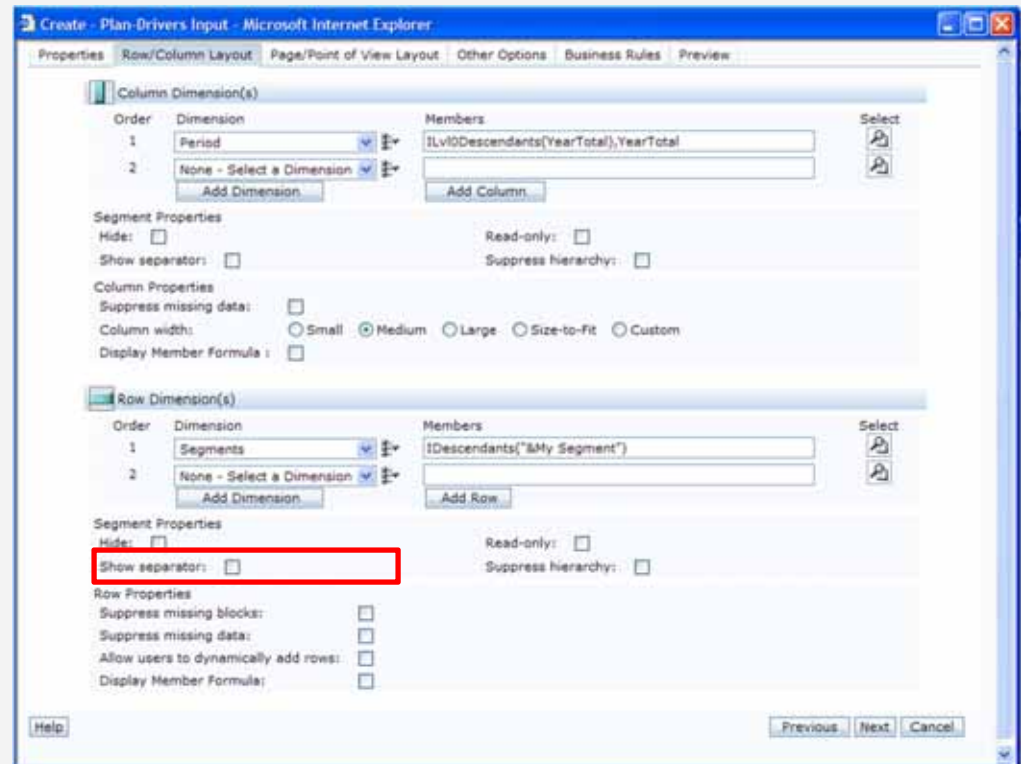 Create - Plan-Drivers Input - Microsoft Internet Explorer
Properties Row/Column Layout Page/Point of View Layout Other Options Business Rules Preview
Column Dimension(s)
Order Dimension Members Select
1 Period ILvl0Descendants(YearTotal),YearTotal
2 None - Select a Dimension
Add Dimension Add Column
Segment Properties
Hide: Read-only:
Show separator: Suppress hierarchy:
Column Properties
Suppress missing data:
Column width: Small Medium Large Size-to-Fit Custom
Display Member Formula :
Row Dimension(s)
Order Dimension Members Select
1 Segments IDescendants("&My Segment")
2 None - Select a Dimension
Add Dimension Add Row
Segment Properties
Hide: Read-only:
Show separator: Suppress hierarchy:
Row Properties
Suppress missing blocks:
Suppress missing data:
Allow users to dynamically add rows:
Display Member Formula:
Help Previous Next Cancel